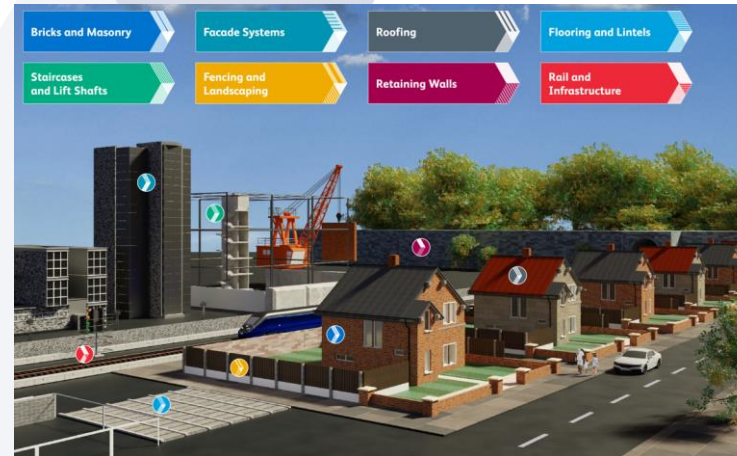 Bricks and Masonry
Facade Systems
Roofing
Flooring and Lintels
Staircases
and Lift Shafts
Fencing and
Landscaping
Retaining Walls
Rail and
Infrastructure